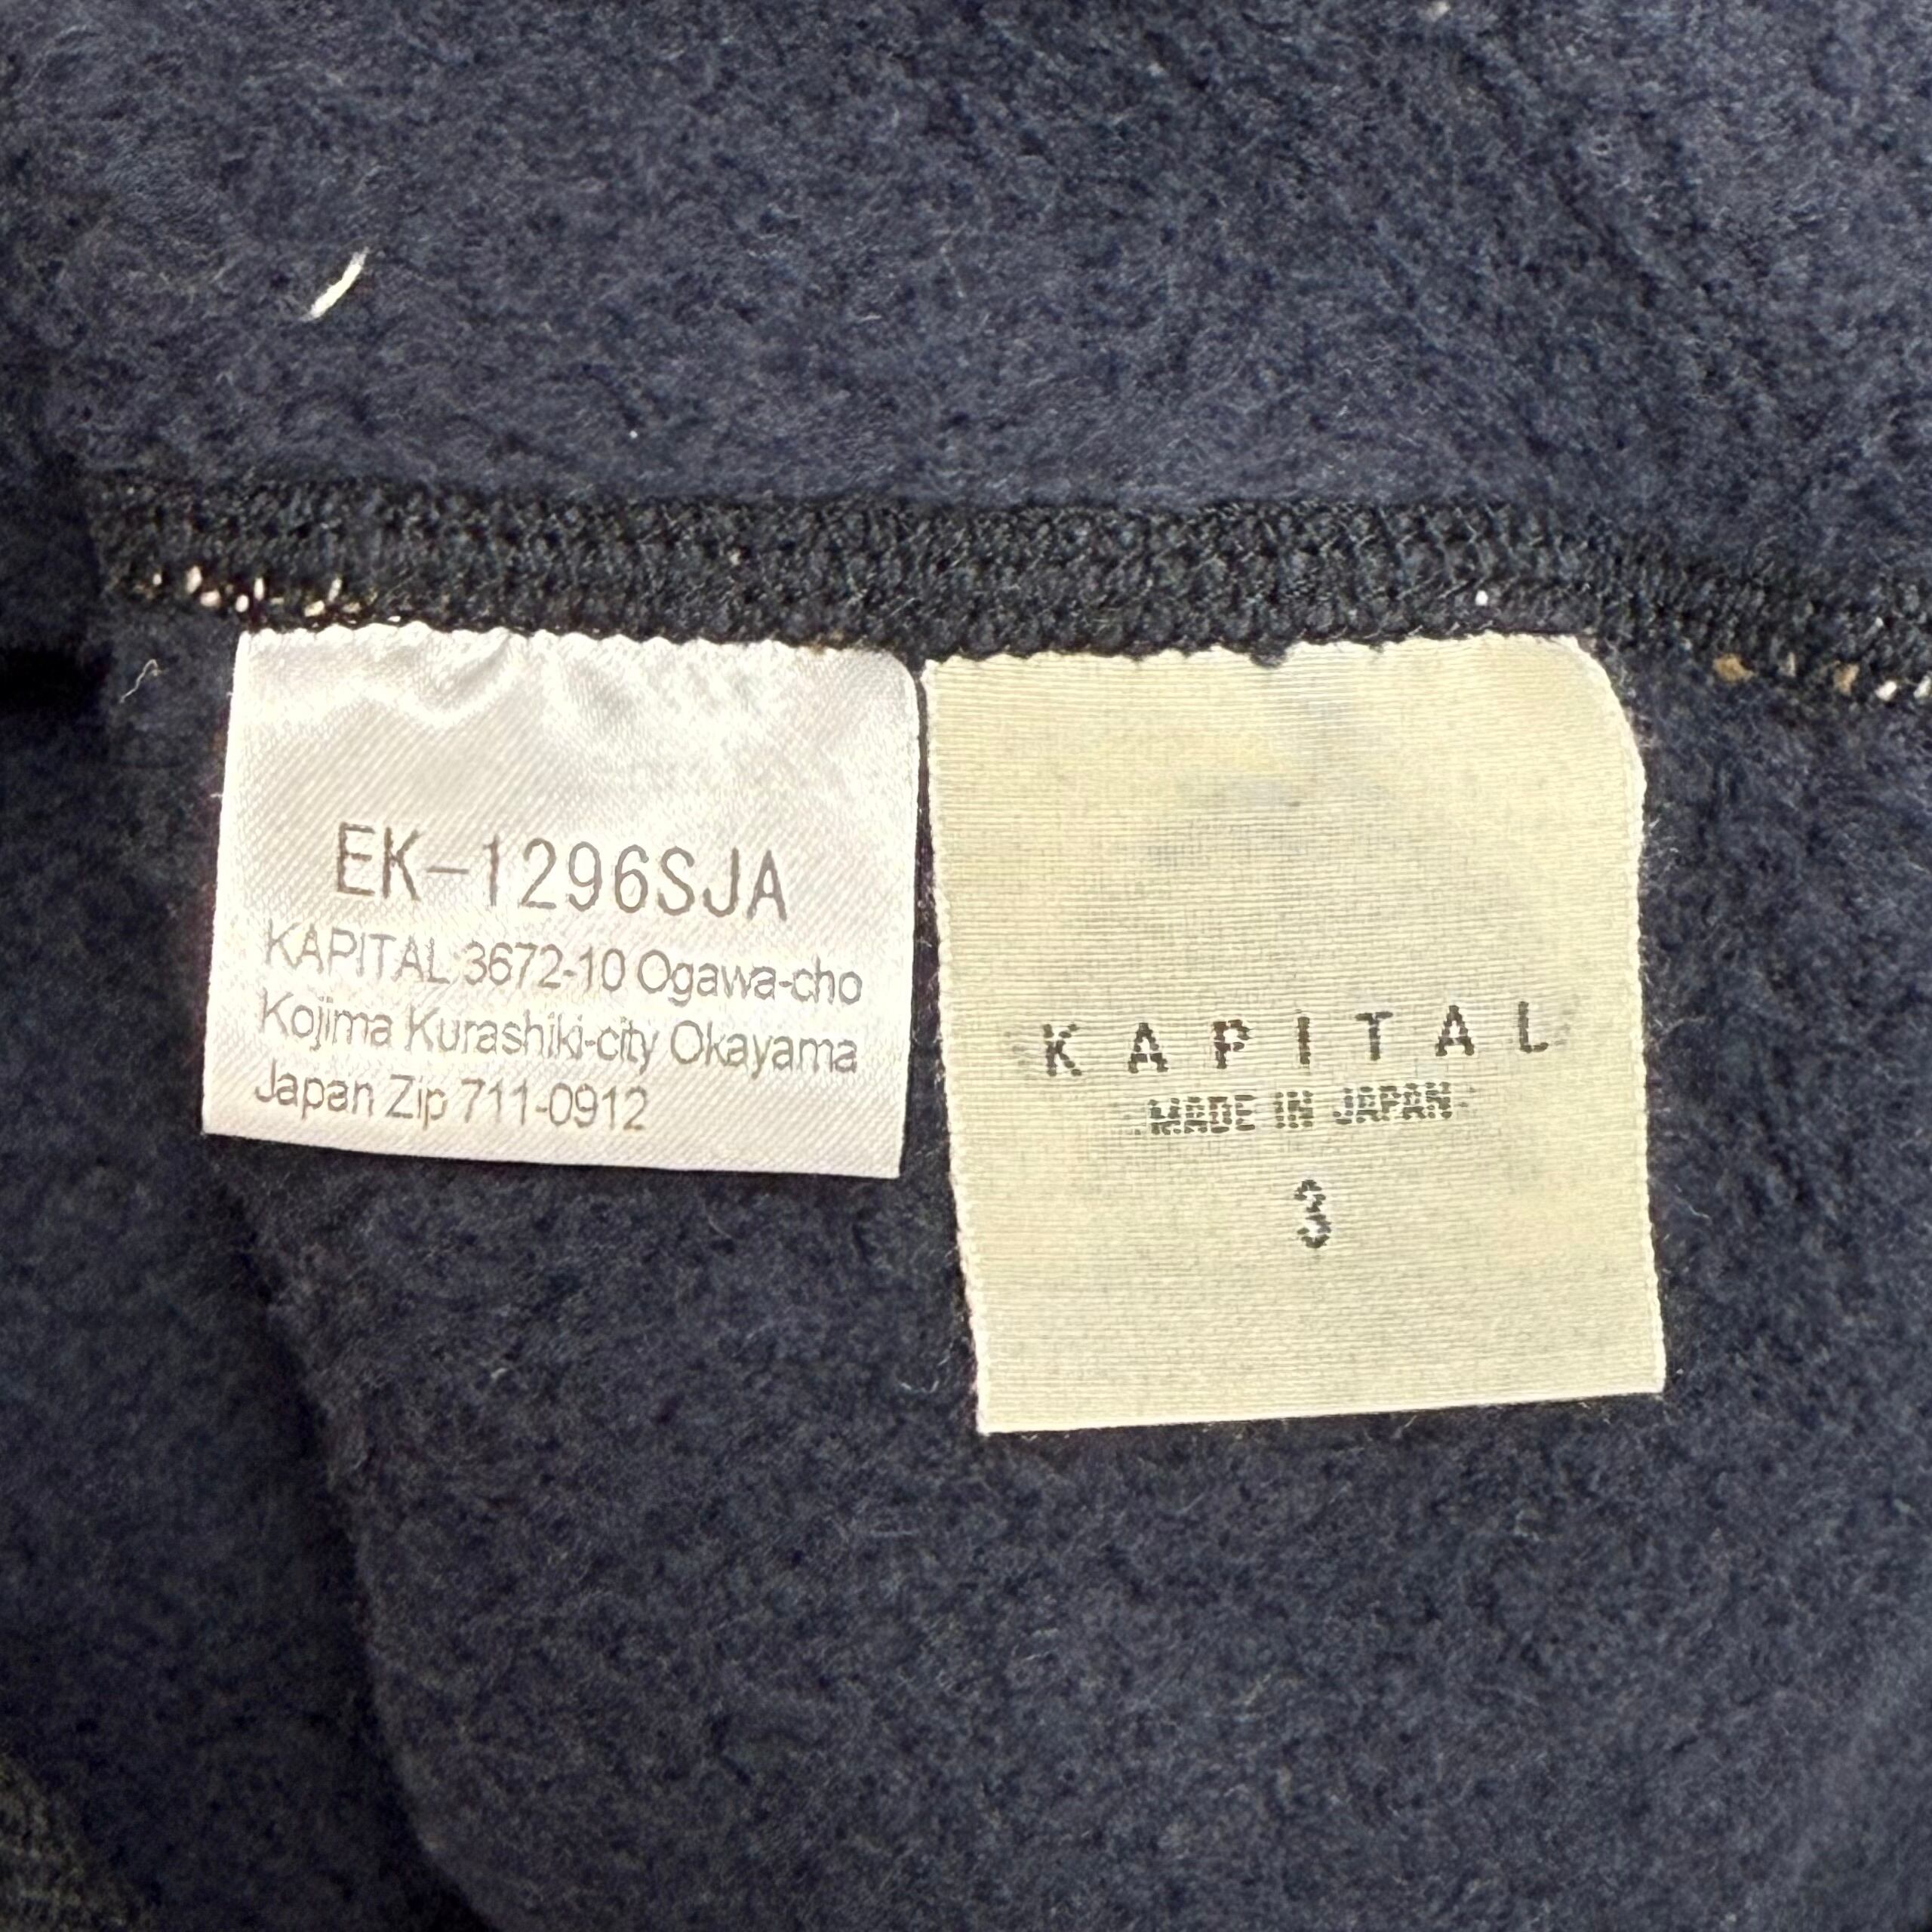 EK-1296SJA
KAPITAL 3672-10 Ogawa-cho
Kojima Kurashiki-city Okayama
Japan Zip 711-0912
KAPITAL
MADE IN JAPAN
3